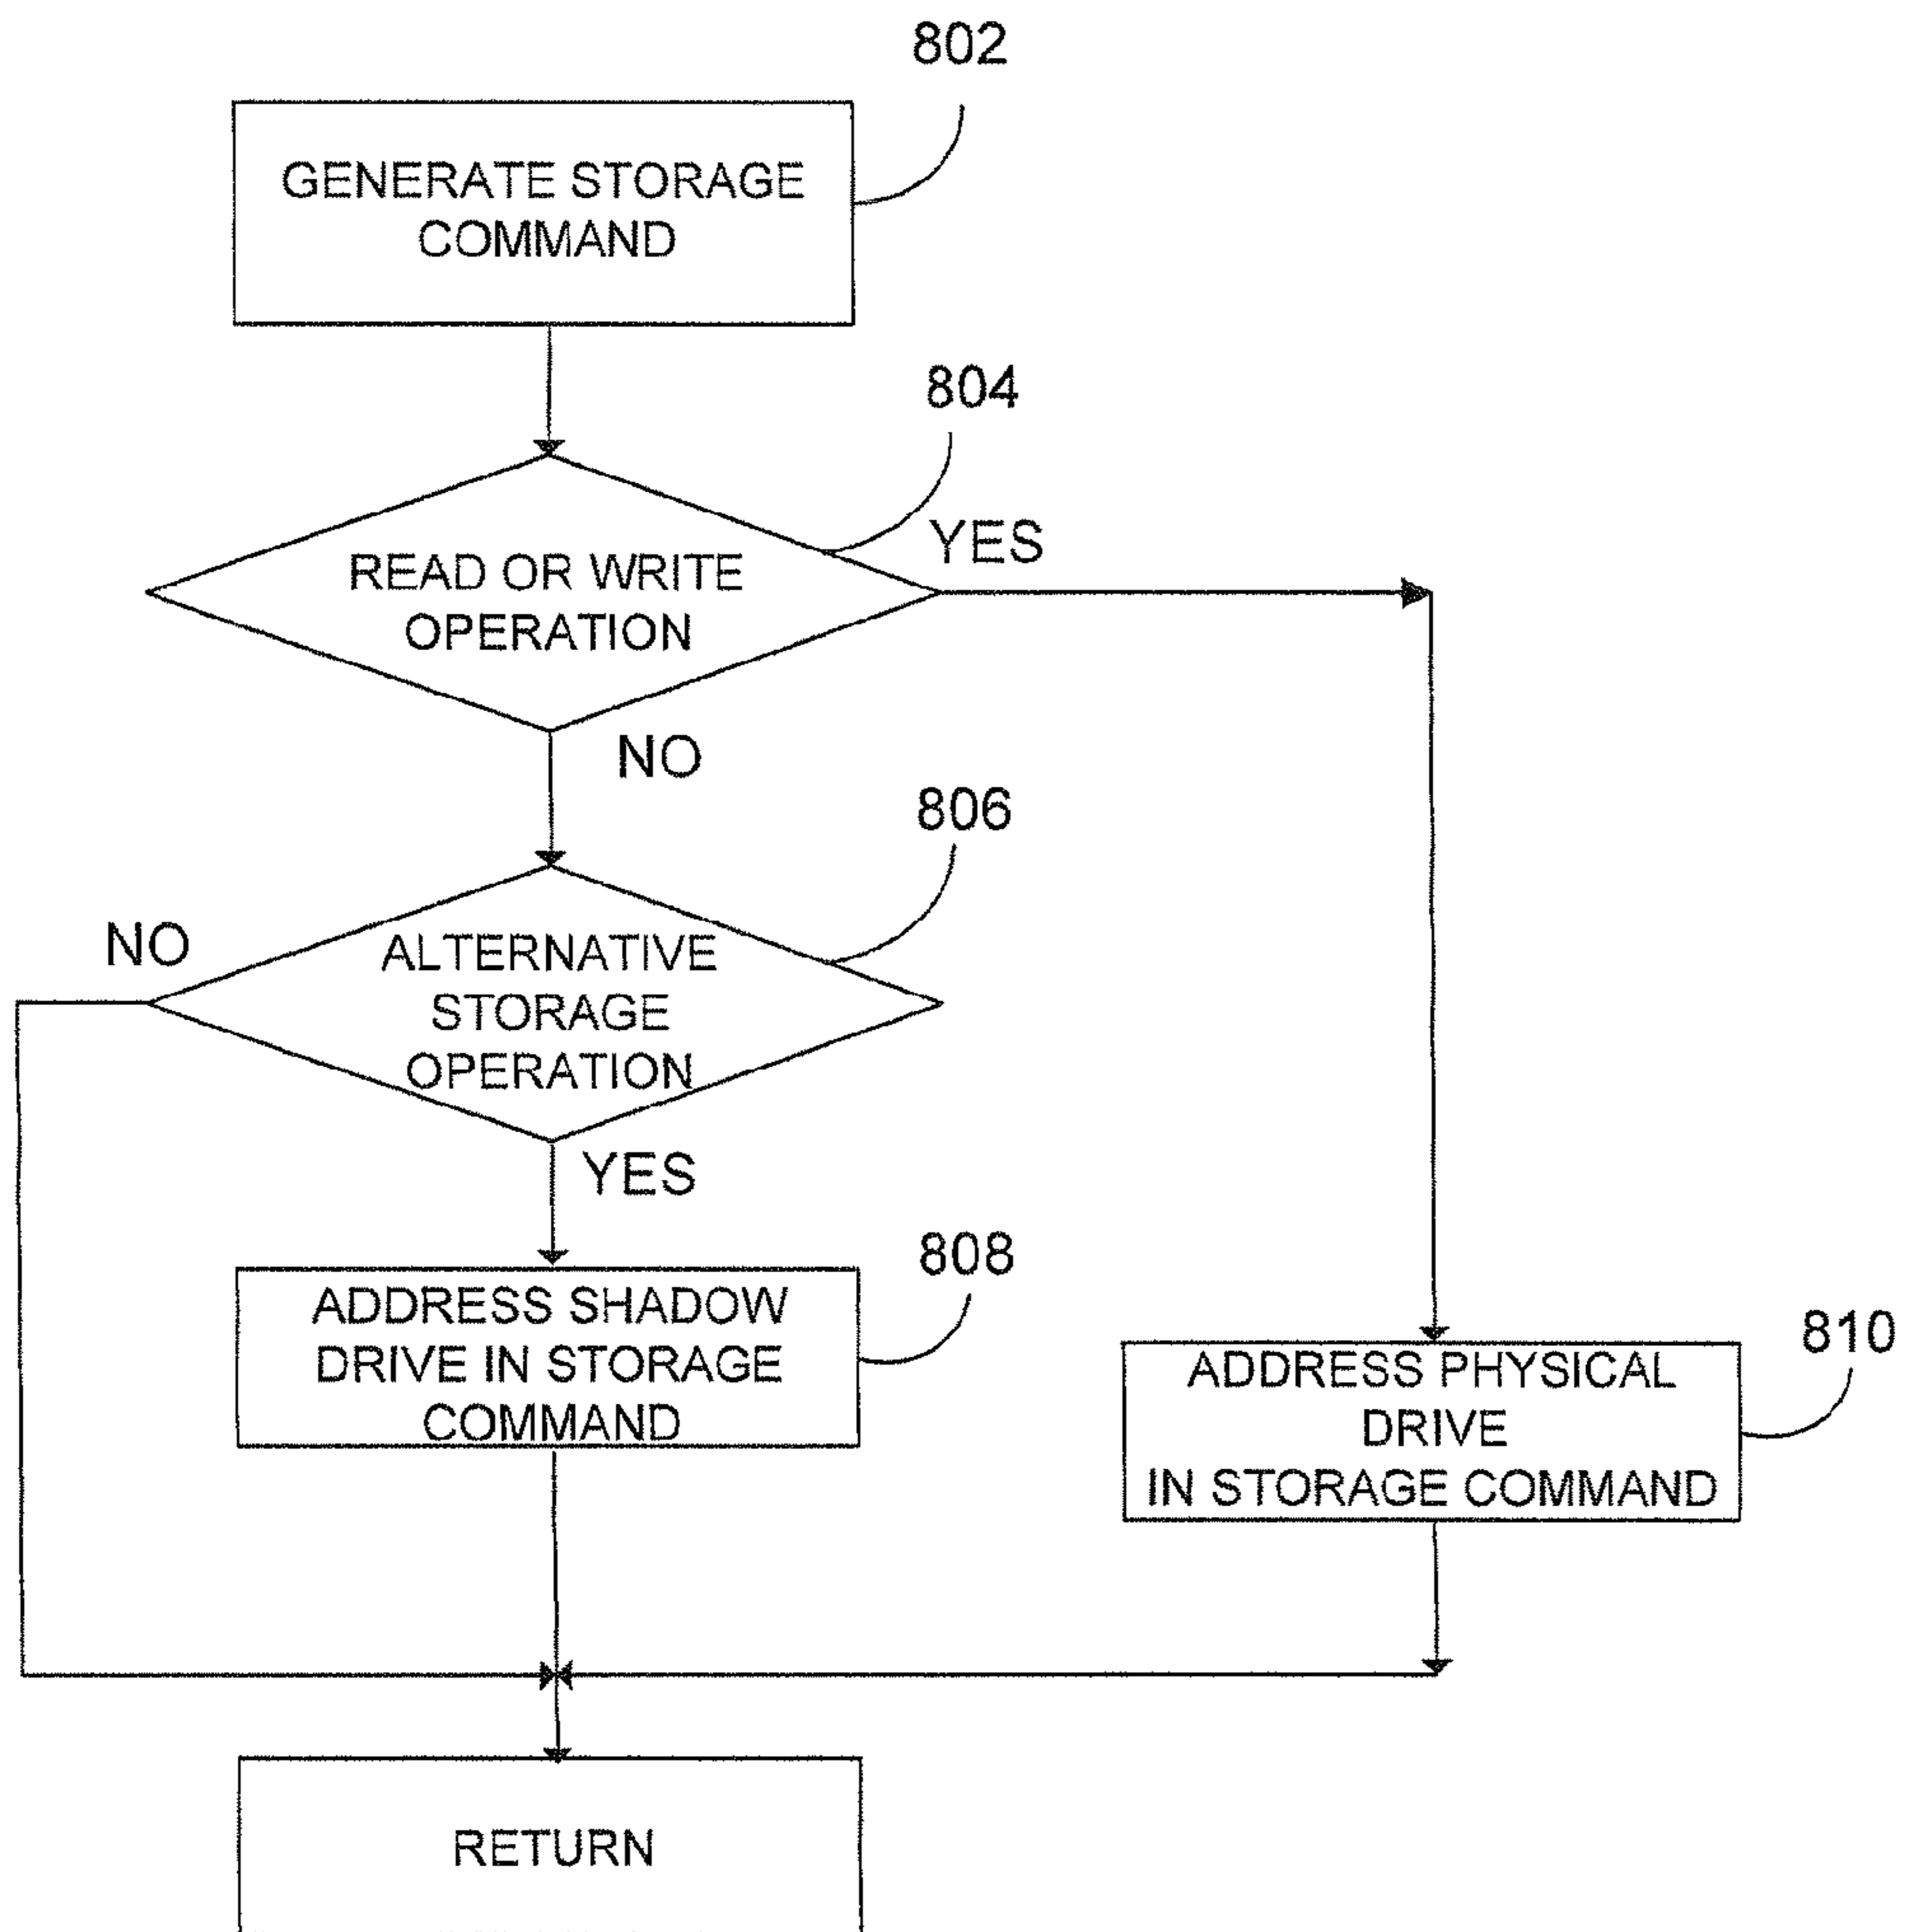 802
GENERATE STORAGE
COMMAND
804
READ OR WRITE
OPERATION
YES
NO
806
NO
ALTERNATIVE
STORAGE
OPERATION
YES
808
ADDRESS SHADOW
DRIVE IN STORAGE
COMMAND
810
ADDRESS PHYSICAL
DRIVE
IN STORAGE COMMAND
RETURN